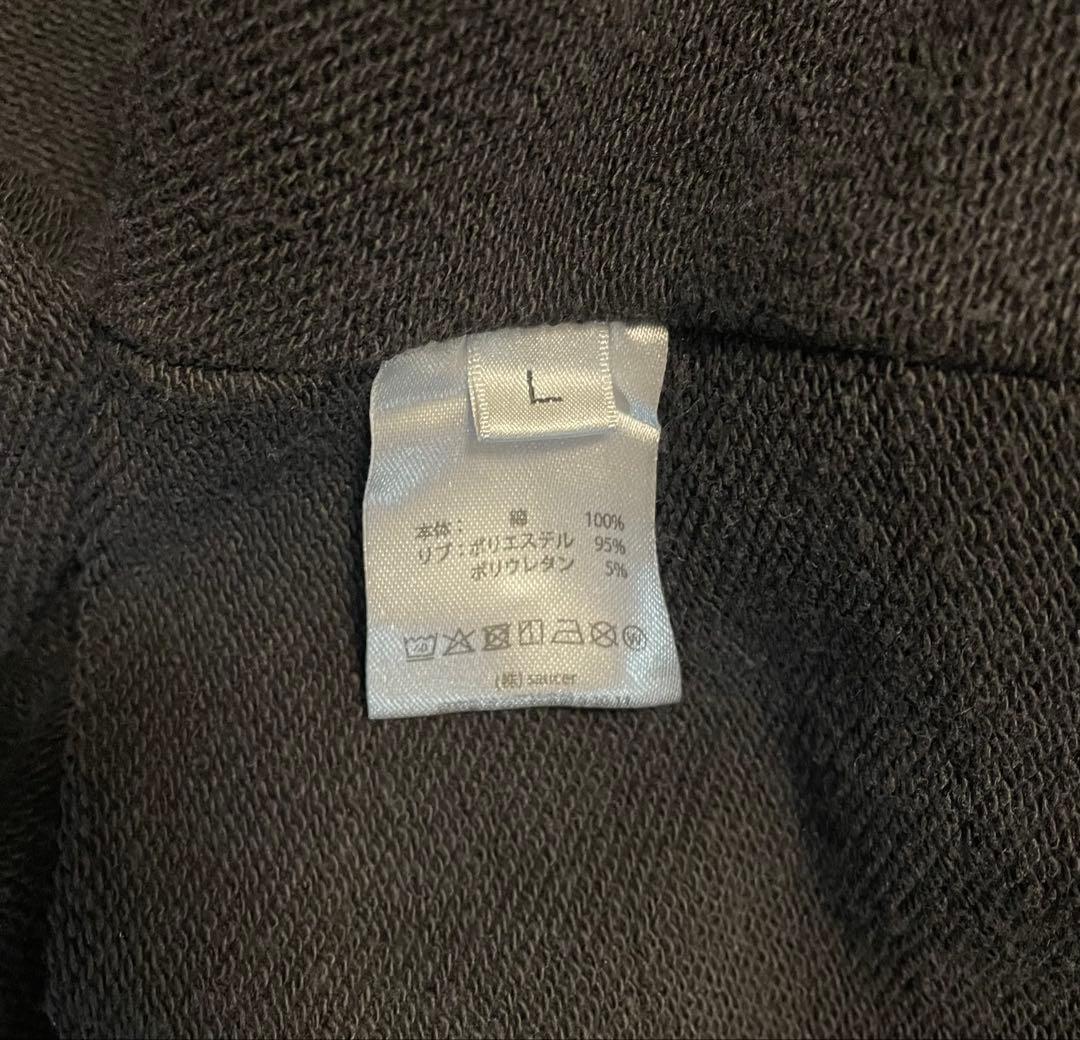 L
本体： 綿 100%
リブ：ポリエステル 95%
ポリウレタン 5%
40
(株) saucer